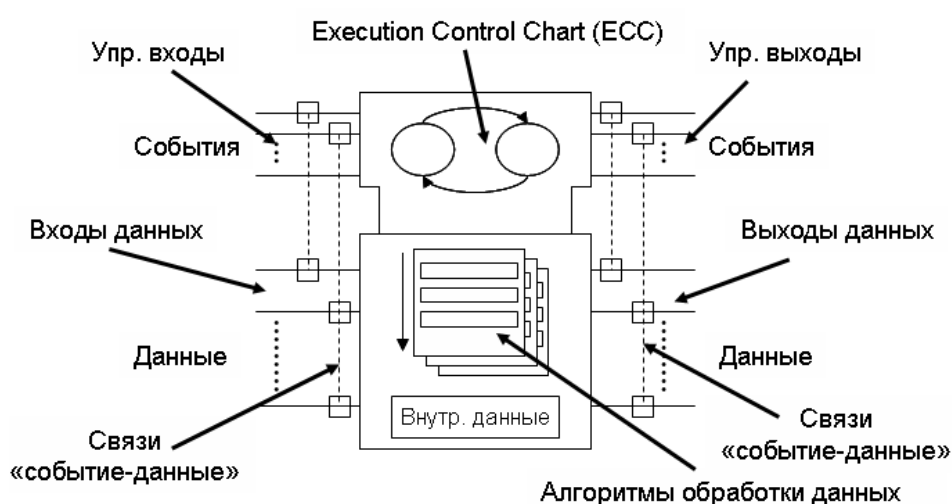 Execution Control Chart (ECC)
Упр. входы
Упр. выходы
События
События
Входы данных
Выходы данных
Данные
Данные
Внутр. данные
Связи
«событие-данные»
Связи
«событие-данные»
Алгоритмы обработки данных